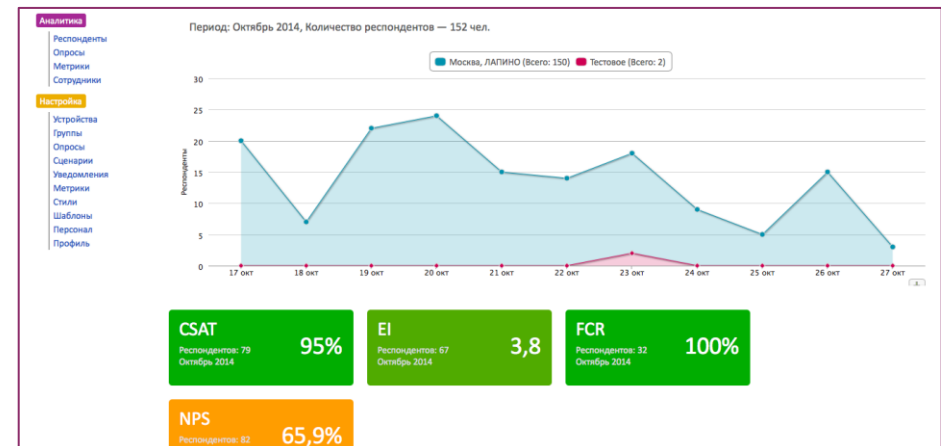 Аналитика
Респонденты
Опросы
Метрики
Сотрудники
Настройка
Устройства
Группы
Опросы
Сценарии
Уведомления
Метрики
Стили
Шаблоны
Персонал
Профиль
Период: Октябрь 2014, Количество респондентов — 152 чел.
Москва, ЛАПИНО (Всего: 150) Тестовое (Всего: 2)
Респонденты
30
25
20
15
10
5
0
17 окт 18 окт 19 окт 20 окт 21 окт 22 окт 23 окт 24 окт 25 окт 26 окт 27 окт
CSAT
Респондентов: 79
Октябрь 2014
95%
EI
Респондентов: 67
Октябрь 2014
3,8
FCR
Респондентов: 32
Октябрь 2014
100%
NPS
Респондентов: 82
65,9%